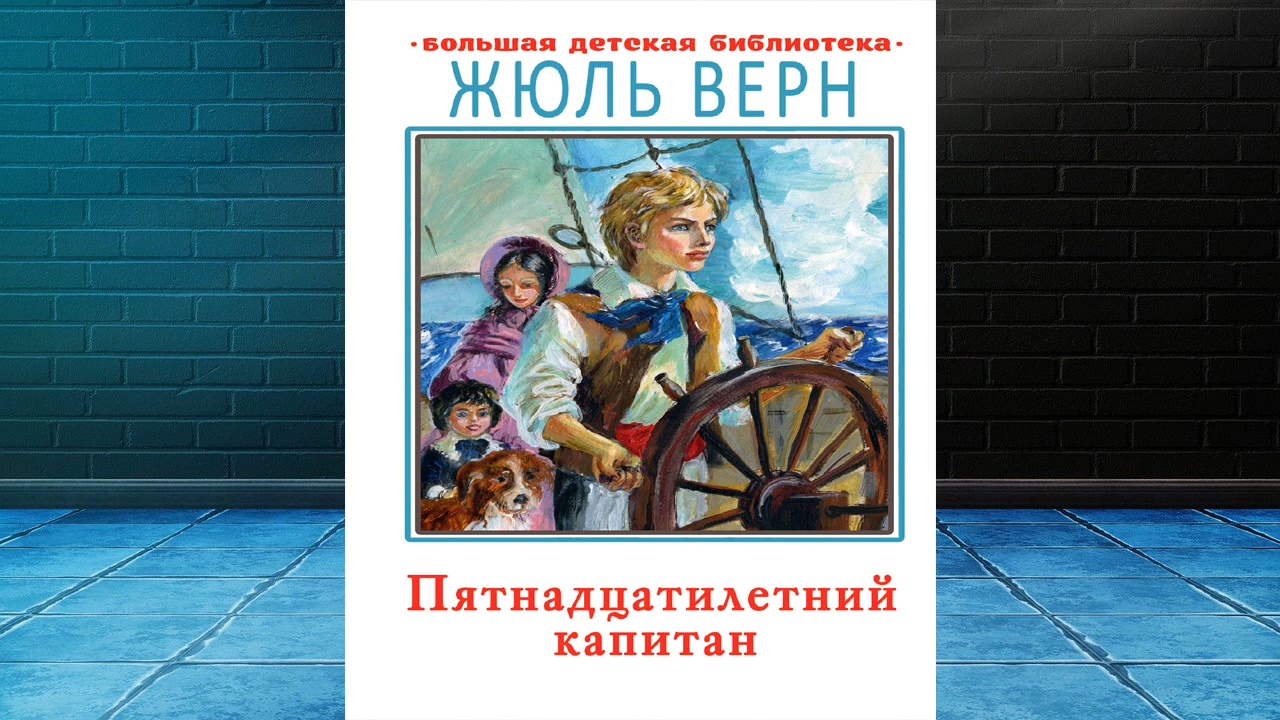 ·БОЛЬШАЯ ДЕТСКАЯ БИБЛИОТЕКА·
ЖЮЛЬ ВЕРН
Пятнадцатилетний
капитан